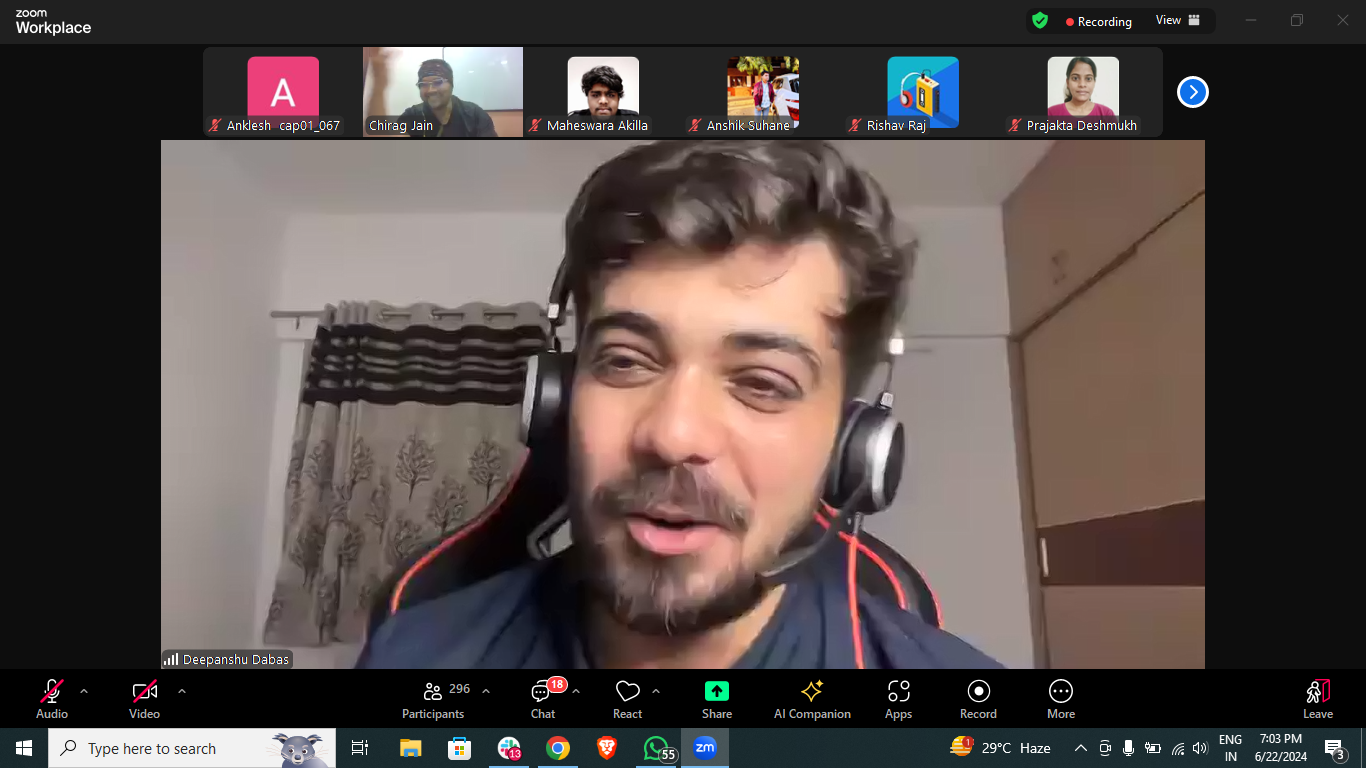 zoom
Workplace
Recording
View
A
Anklesh_cap01_067
Chirag Jain
Maheswara Akilla
Anshik Suhane
Rishav Raj
Prajakta Deshmukh
Deepanshu Dabas
Audio
Video
296
Participants
18
Chat
React
Share
AI Companion
Apps
Record
More
Leave
Type here to search
13
55
zm
1
29°C Haze
ENG
IN
7:03 PM
6/22/2024
3